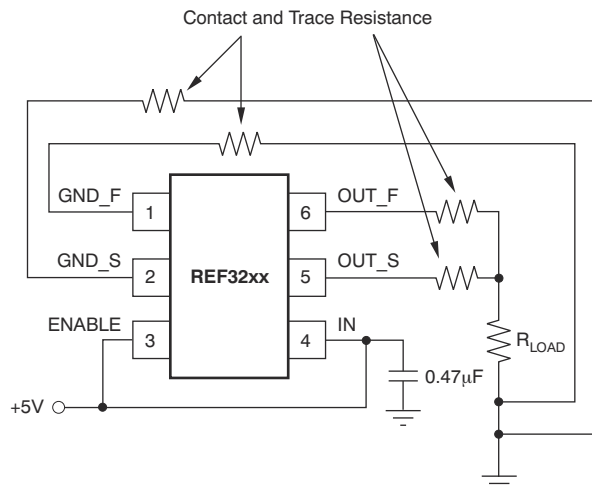 Contact and Trace Resistance
GND_F
1
6
OUT_F
GND_S
2
REF32xx
5
OUT_S
ENABLE
3
4
IN
R_LOAD
0.47μF
+5V